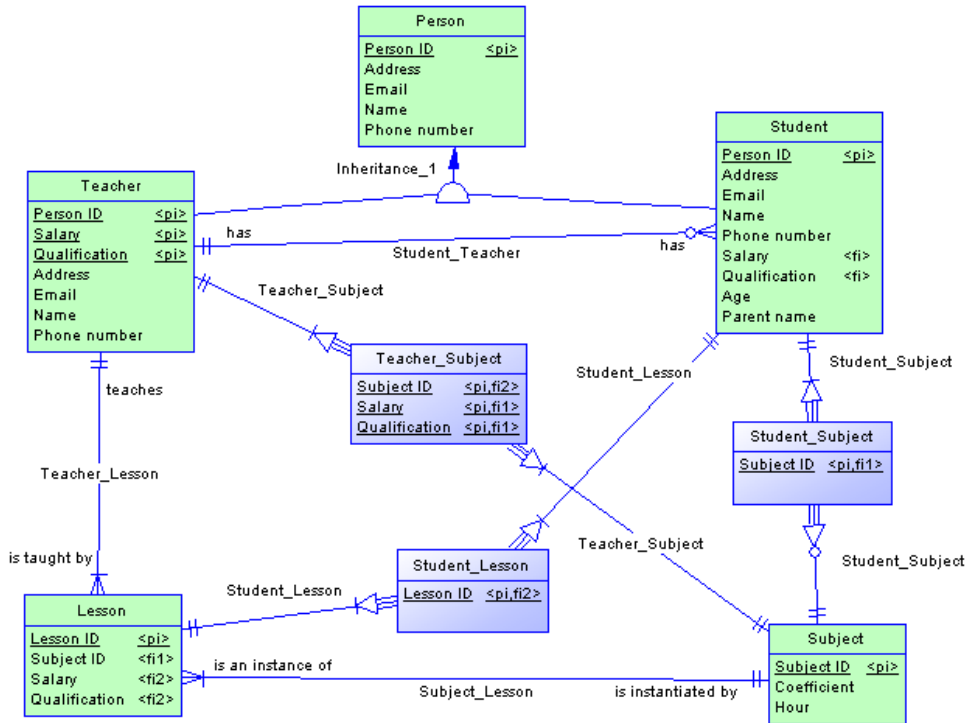 Person
Person ID <pi>
Address
Email
Name
Phone number
Inheritance_1
Student
Person ID <pi>
Address
Email
Name
Phone number
Salary <fi>
Qualification <fi>
Age
Parent name
Teacher
Person ID <pi>
Salary <pi>
Qualification <pi>
Address
Email
Name
Phone number
has
Student_Teacher
has
Teacher_Subject
Teacher_Subject
Subject ID <pi,fi2>
Salary <pi,fi1>
Qualification <pi,fi1>
Student_Lesson
Student_Subject
Student_Subject
Subject ID <pi,fi1>
teaches
Teacher_Lesson
is taught by
Teacher_Subject
Student_Subject
Student_Lesson
Student_Lesson
Lesson ID <pi,fi2>
Lesson
Lesson ID <pi>
Subject ID <fi1>
Salary <fi2>
Qualification <fi2>
is an instance of
Subject_Lesson
is instantiated by
Subject
Subject ID <pi>
Coefficient
Hour